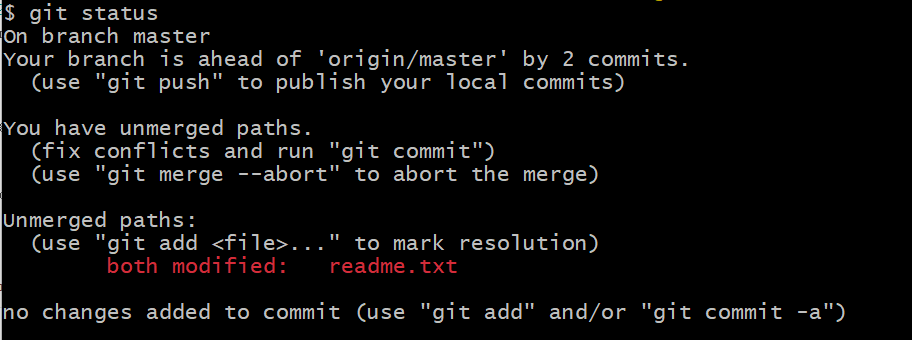 $ git status
On branch master
Your branch is ahead of 'origin/master' by 2 commits.
  (use "git push" to publish your local commits)

You have unmerged paths.
  (fix conflicts and run "git commit")
  (use "git merge --abort" to abort the merge)

Unmerged paths:
  (use "git add <file>..." to mark resolution)
        both modified:   readme.txt

no changes added to commit (use "git add" and/or "git commit -a")